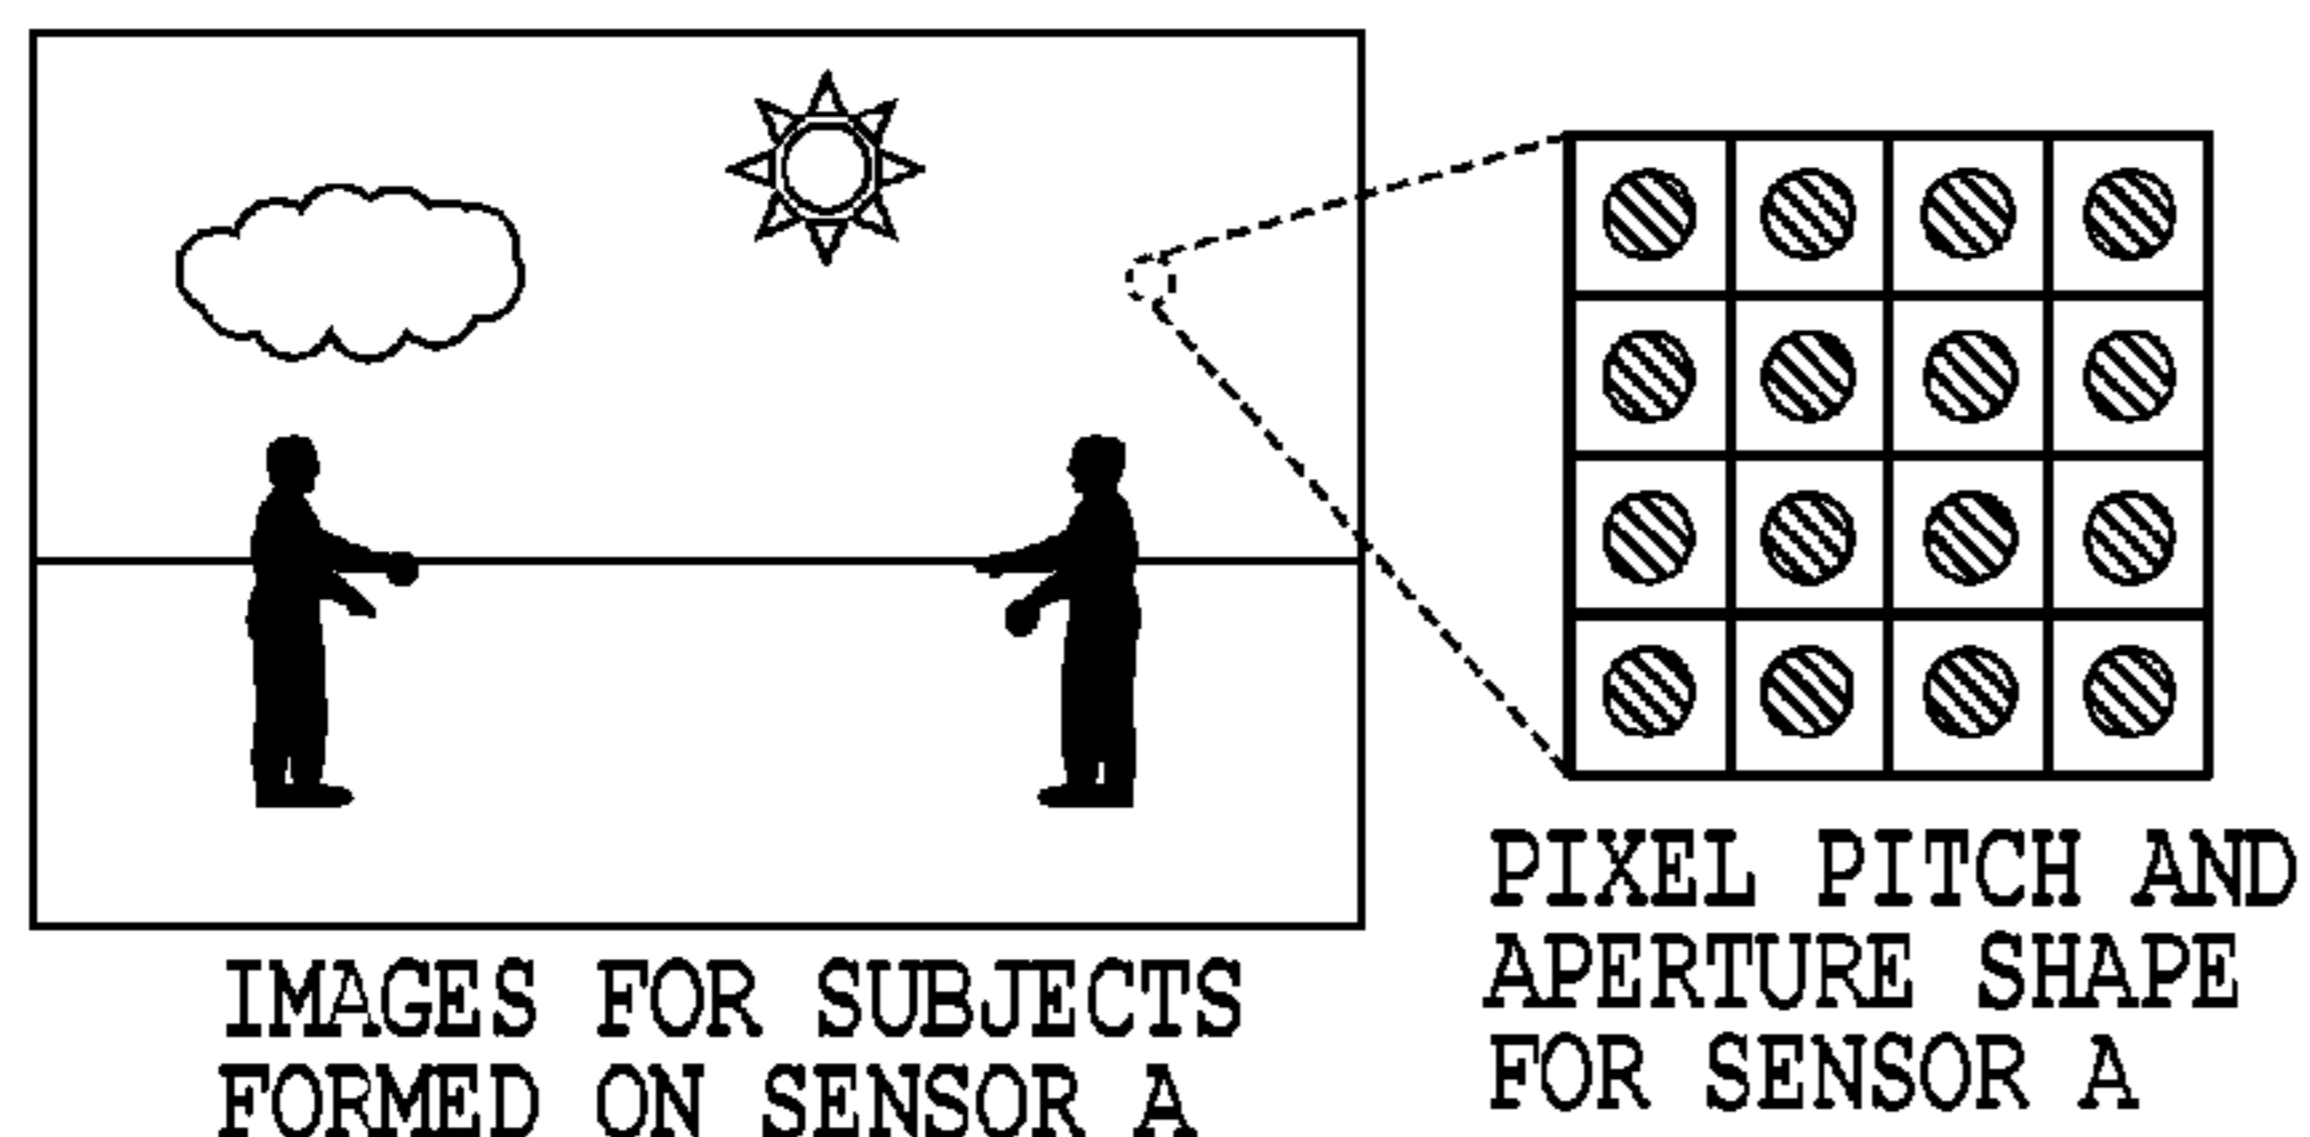 IMAGES FOR SUBJECTS
FORMED ON SENSOR A
PIXEL PITCH AND
APERTURE SHAPE
FOR SENSOR A